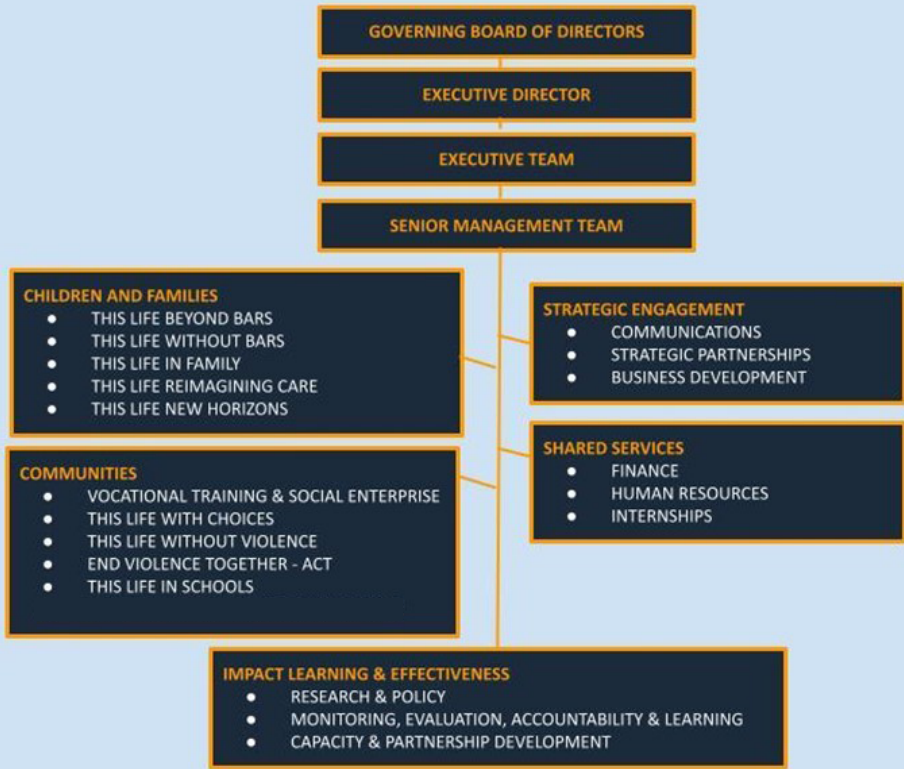 GOVERNING BOARD OF DIRECTORS
EXECUTIVE DIRECTOR
EXECUTIVE TEAM
SENIOR MANAGEMENT TEAM
CHILDREN AND FAMILIES
● THIS LIFE BEYOND BARS
● THIS LIFE WITHOUT BARS
● THIS LIFE IN FAMILY
● THIS LIFE REIMAGINING CARE
● THIS LIFE NEW HORIZONS
STRATEGIC ENGAGEMENT
● COMMUNICATIONS
● STRATEGIC PARTNERSHIPS
● BUSINESS DEVELOPMENT
COMMUNITIES
● VOCATIONAL TRAINING & SOCIAL ENTERPRISE
● THIS LIFE WITH CHOICES
● THIS LIFE WITHOUT VIOLENCE
● END VIOLENCE TOGETHER - ACT
● THIS LIFE IN SCHOOLS
SHARED SERVICES
● FINANCE
● HUMAN RESOURCES
● INTERNSHIPS
IMPACT LEARNING & EFFECTIVENESS
● RESEARCH & POLICY
● MONITORING, EVALUATION, ACCOUNTABILITY & LEARNING
● CAPACITY & PARTNERSHIP DEVELOPMENT